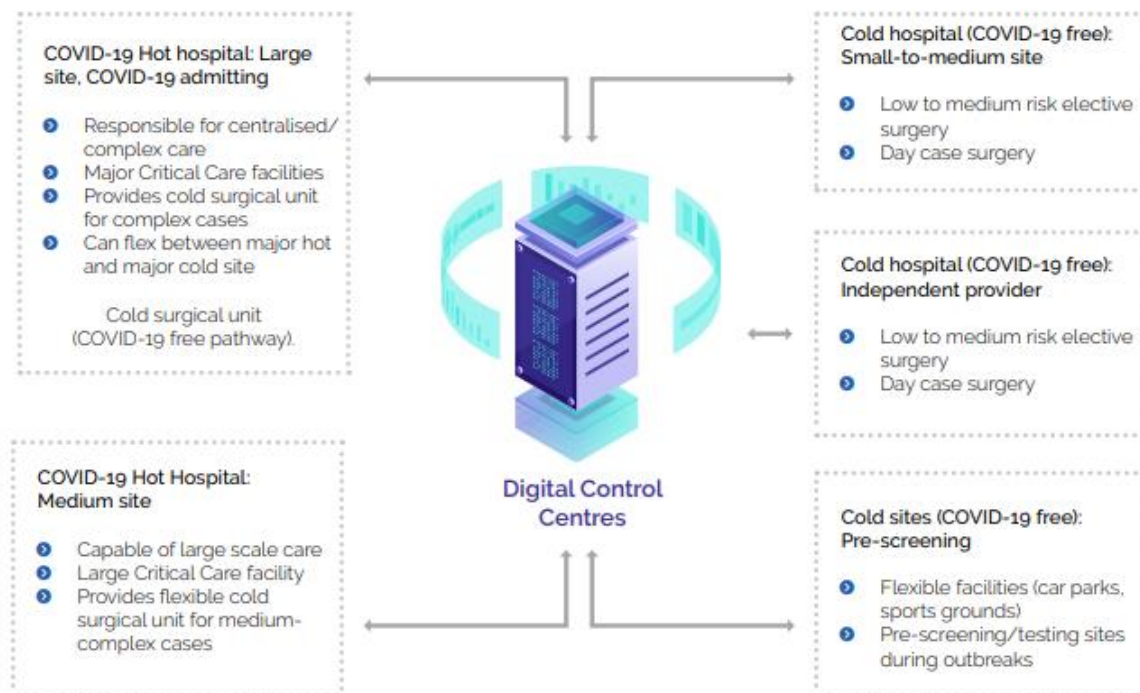 COVID-19 Hot hospital: Large
site, COVID-19 admitting
Responsible for centralised/
complex care
Major Critical Care facilities
Provides cold surgical unit
for complex cases
Can flex between major hot
and major cold site
Cold surgical unit
(COVID-19 free pathway).
COVID-19 Hot Hospital:
Medium site
Capable of large scale care
Large Critical Care facility
Provides flexible cold
surgical unit for medium-
complex cases
Digital Control
Centres
Cold hospital (COVID-19 free):
Small-to-medium site
Low to medium risk elective
surgery
Day case surgery
Cold hospital (COVID-19 free):
Independent provider
Low to medium risk elective
surgery
Day case surgery
Cold sites (COVID-19 free):
Pre-screening
Flexible facilities (car parks,
sports grounds)
Pre-screening/testing sites
during outbreaks